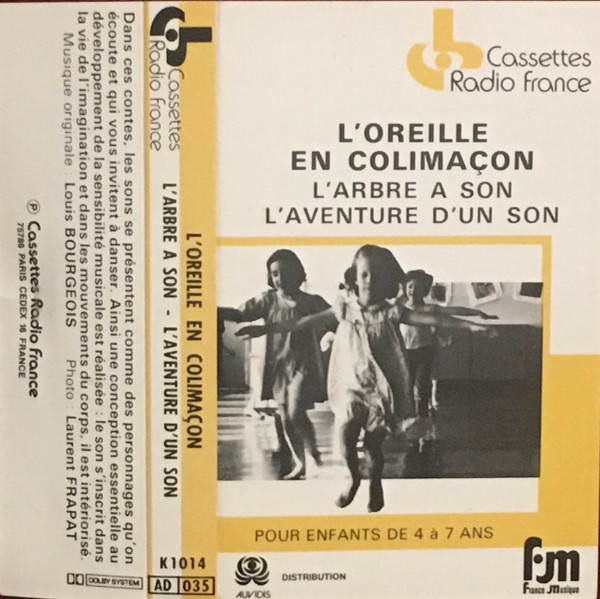 Cassettes
Radio France
L'OREILLE
EN COLIMAÇON
L'ARBRE A SON
L'AVENTURE D'UN SON
POUR ENFANTS DE 4 à 7 ANS
AUVIDIS
DISTRIBUTION
fm
France Musique
Cassettes
Radio France
L'OREILLE EN COLIMAÇON
L'ARBRE A SON - L'AVENTURE D'UN SON
K1014
AD 035
Dans ces contes, les sons se présentent comme des personnages qu'on
écoute et qui vous invitent à danser. Ainsi une conception essentielle au
développement de la sensibilité musicale est réalisée : le son s'inscrit dans
la vie de l'imagination et dans les mouvements du corps, il est intériorisé.
Musique originale : Louis BOURGEOIS Photo : Laurent FRAPAT
℗ Cassettes Radio France
75786 PARIS CEDEX 16 FRANCE
DOLBY SYSTEM